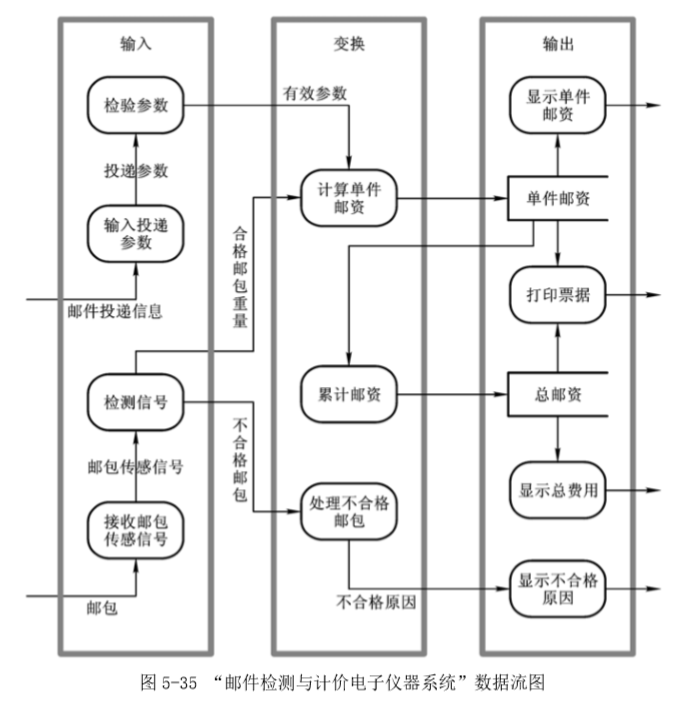 输入
变换
输出
检验参数
有效参数
显示单件
邮资
投递参数
计算单件
邮资
单件邮资
输入投递
参数
合格邮包重量
邮件投递信息
打印票据
检测信号
累计邮资
总邮资
不合格邮包
邮包传感信号
处理不合格
邮包
显示总费用
接收邮包
传感信号
显示不合格
原因
邮包
不合格原因
图 5-35 “邮件检测与计价电子仪器系统”数据流图